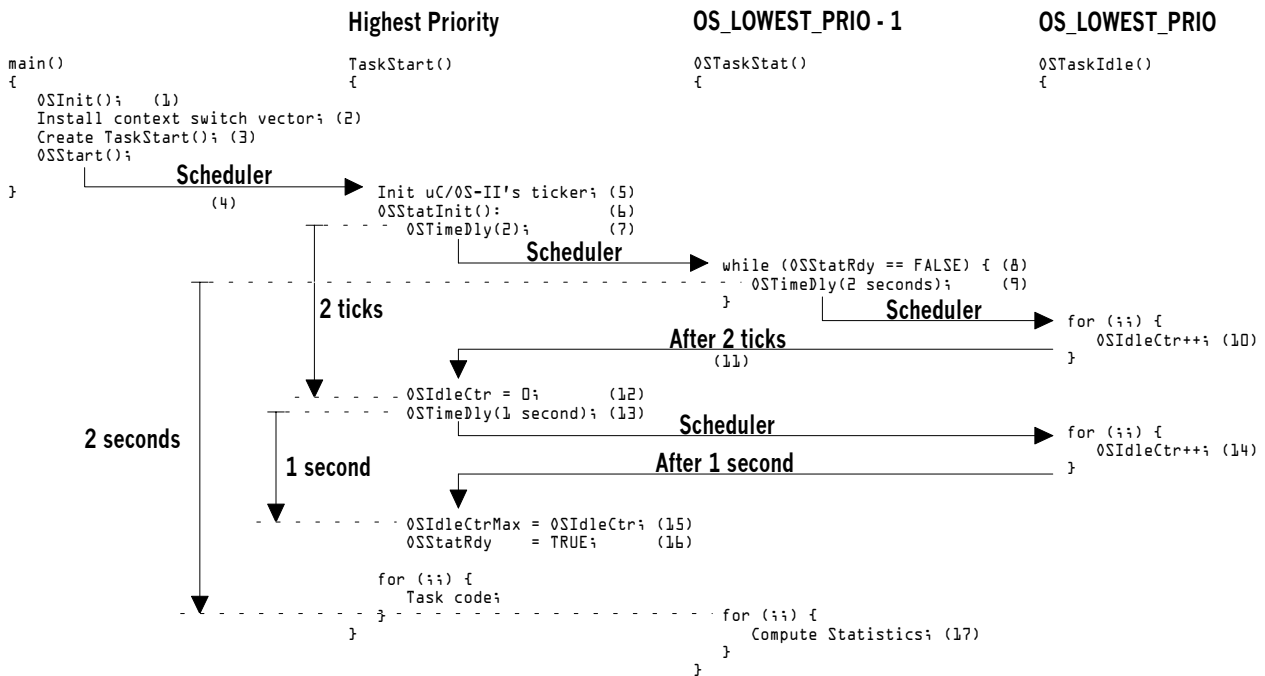 Highest Priority
OS_LOWEST_PRIO - 1
OS_LOWEST_PRIO
main()
{
OSInit(); (1)
Install context switch vector; (2)
Create TaskStart(); (3)
OSStart();
}
Scheduler
(4)
TaskStart()
{
Init uC/OS-II's ticker; (5)
OSStatInit(): (6)
OSTimeDly(2); (7)
Scheduler
OSTaskStat()
{
while (OSStatRdy == FALSE) { (8)
OSTimeDly(2 seconds); (9)
}
Scheduler
OSTaskIdle()
{
for (;;) {
OSIdleCtr++; (10)
}
2 ticks
After 2 ticks
(11)
OSIdleCtr = 0; (12)
OSTimeDly(1 second); (13)
Scheduler
for (;;) {
OSIdleCtr++; (14)
}
2 seconds
1 second
After 1 second
OSIdleCtrMax = OSIdleCtr; (15)
OSStatRdy = TRUE; (16)
for (;;) {
Task code;
}
}
for (;;) {
Compute Statistics; (17)
}
}